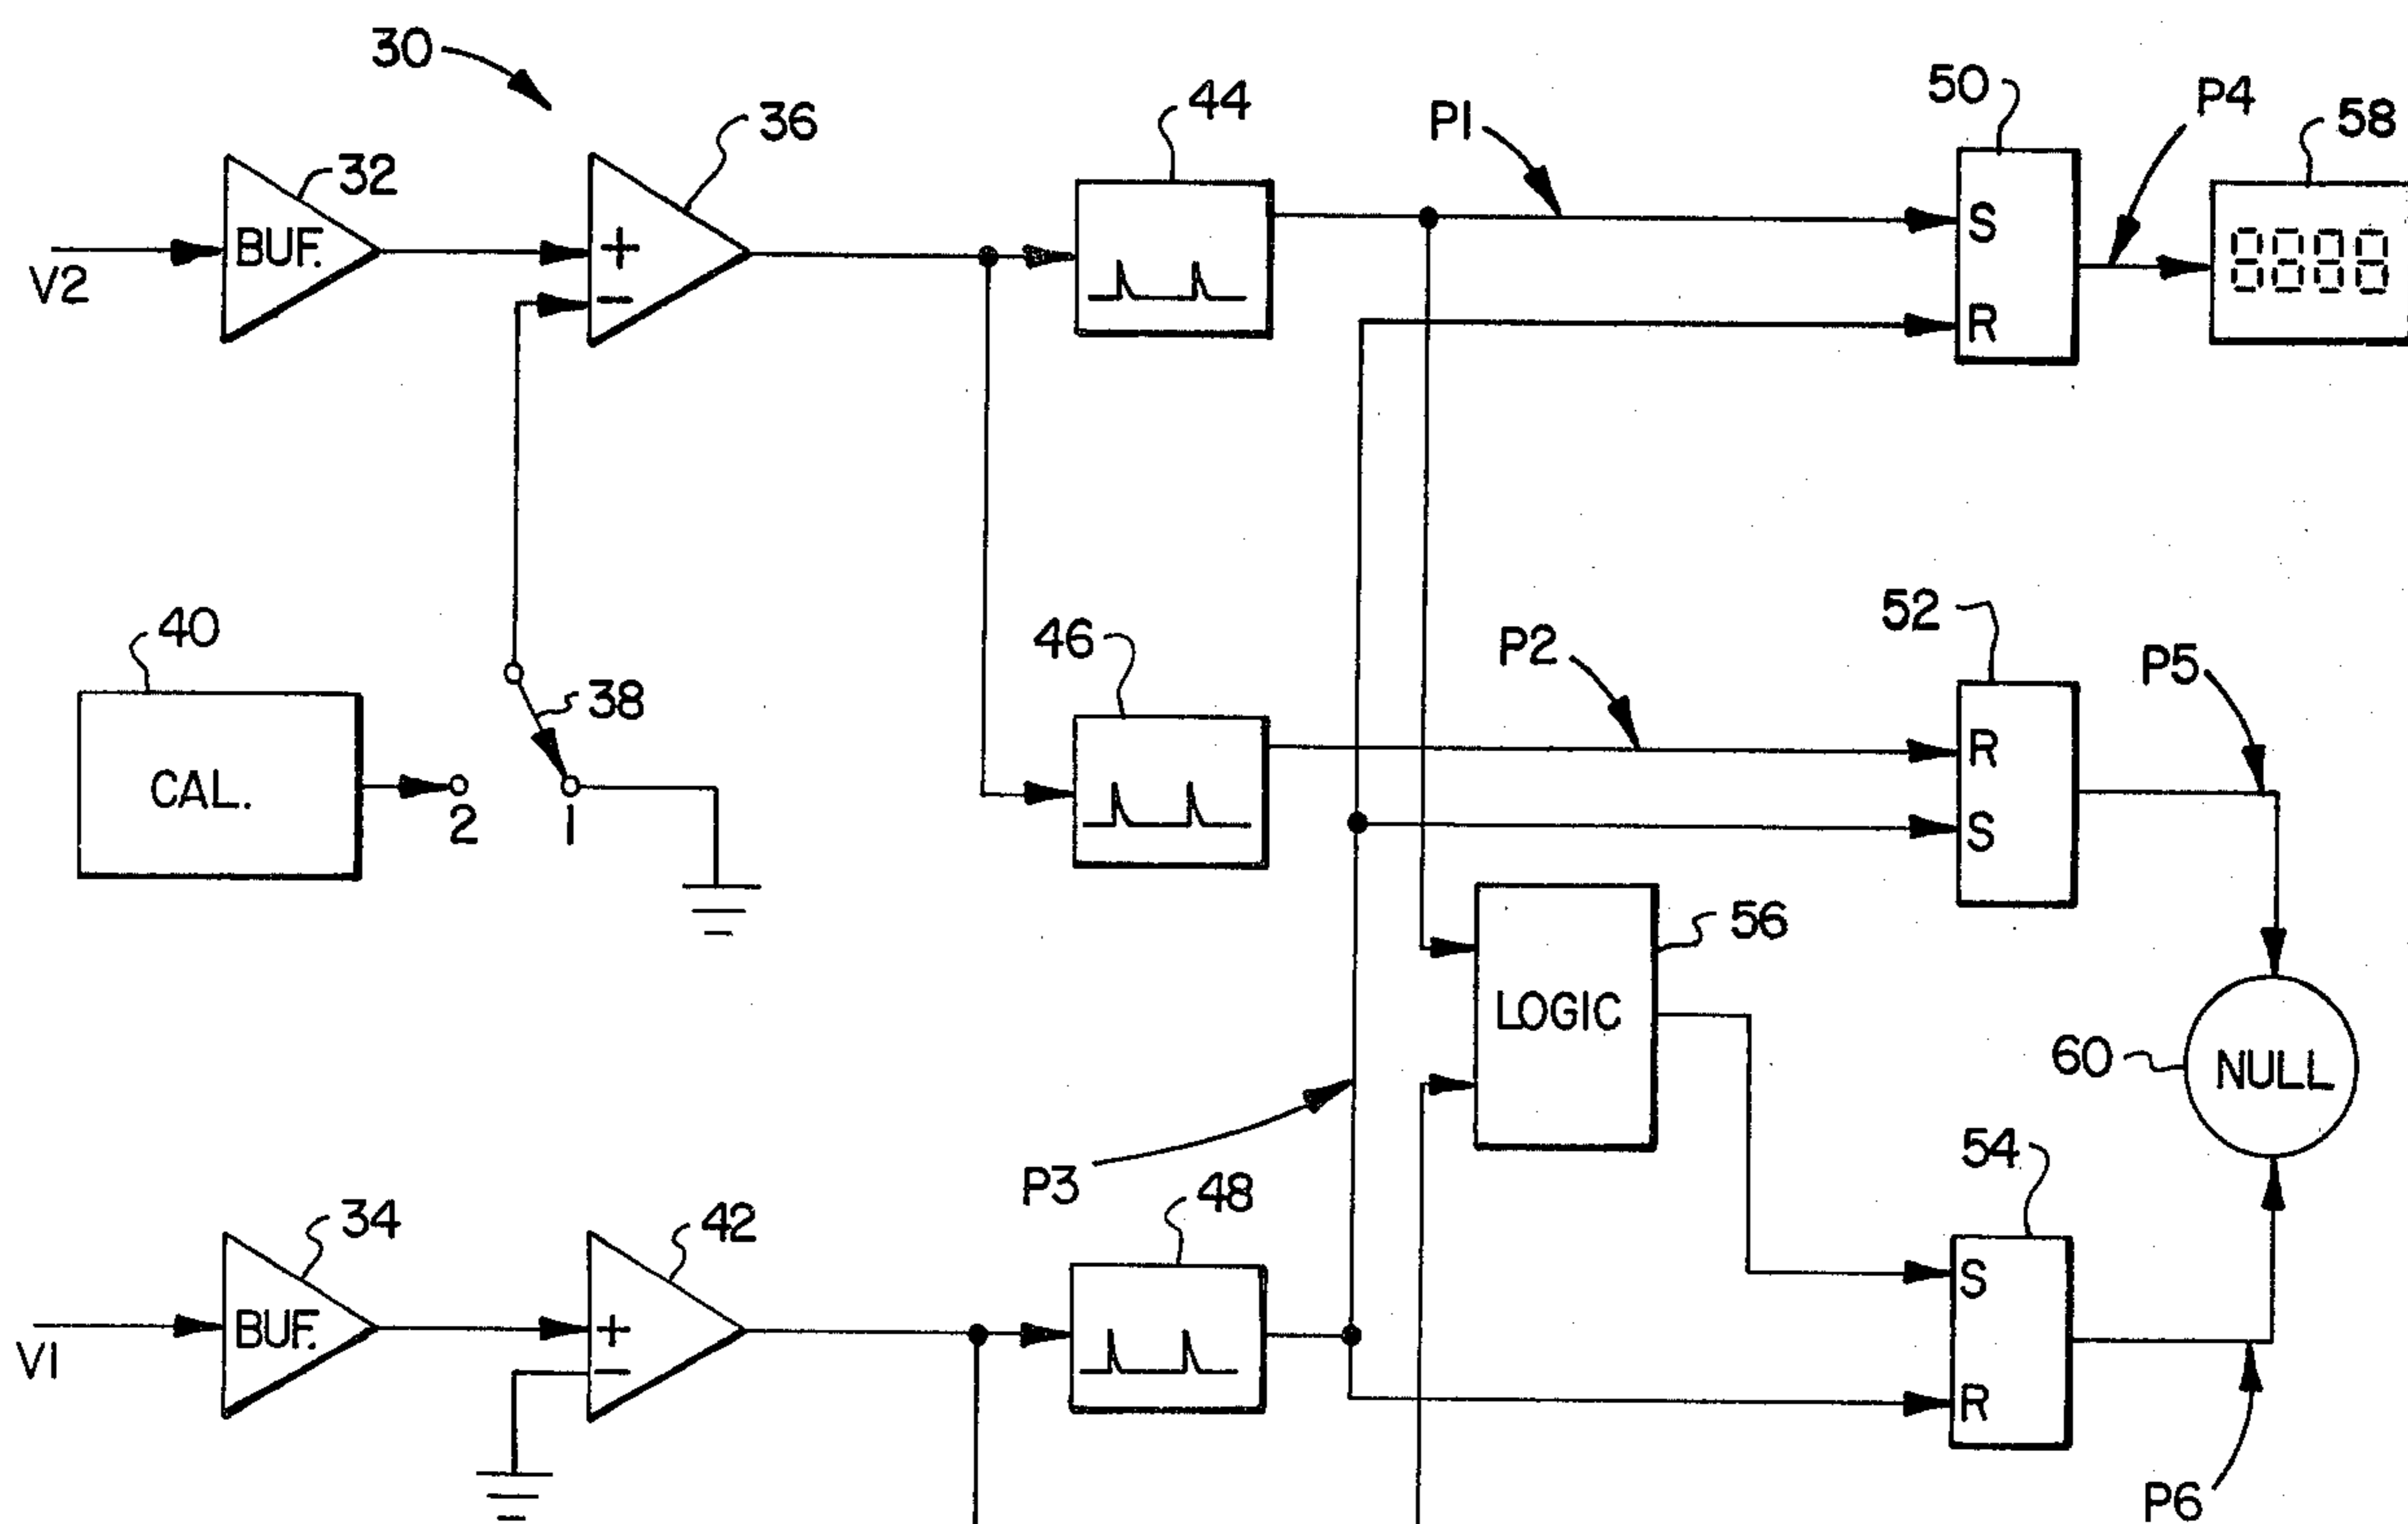 30
36
44
P1
50
P4
58
32
BUF.
+
S
V2
−
R
8888
40
38
46
P2
52
P5
CAL.
2
1
R
S
56
LOGIC
60
NULL
P3
48
54
34
42
S
BUF.
+
V1
−
R
P6